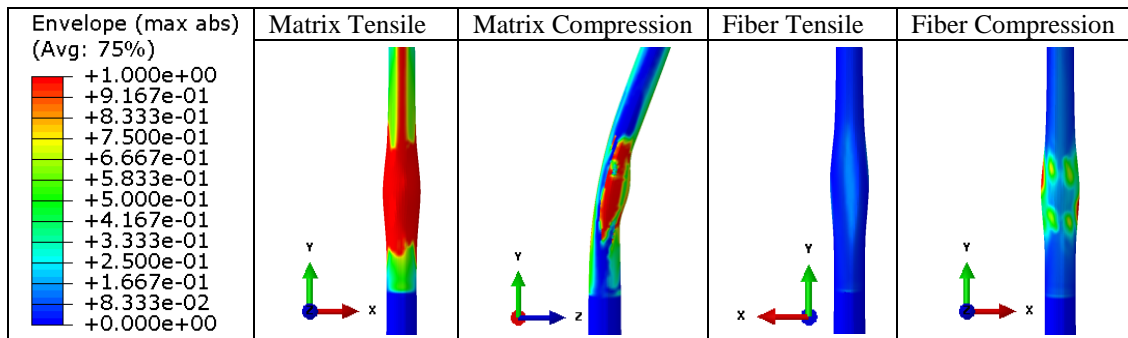 Envelope (max abs)
(Avg: 75%)
+1.000e+00
+9.167e-01
+8.333e-01
+7.500e-01
+6.667e-01
+5.833e-01
+5.000e-01
+4.167e-01
+3.333e-01
+2.500e-01
+1.667e-01
+8.333e-02
+0.000e+00
Matrix Tensile
Y
Z
X
Matrix Compression
Y
Z
Fiber Tensile
Y
X
Fiber Compression
Y
Z
X